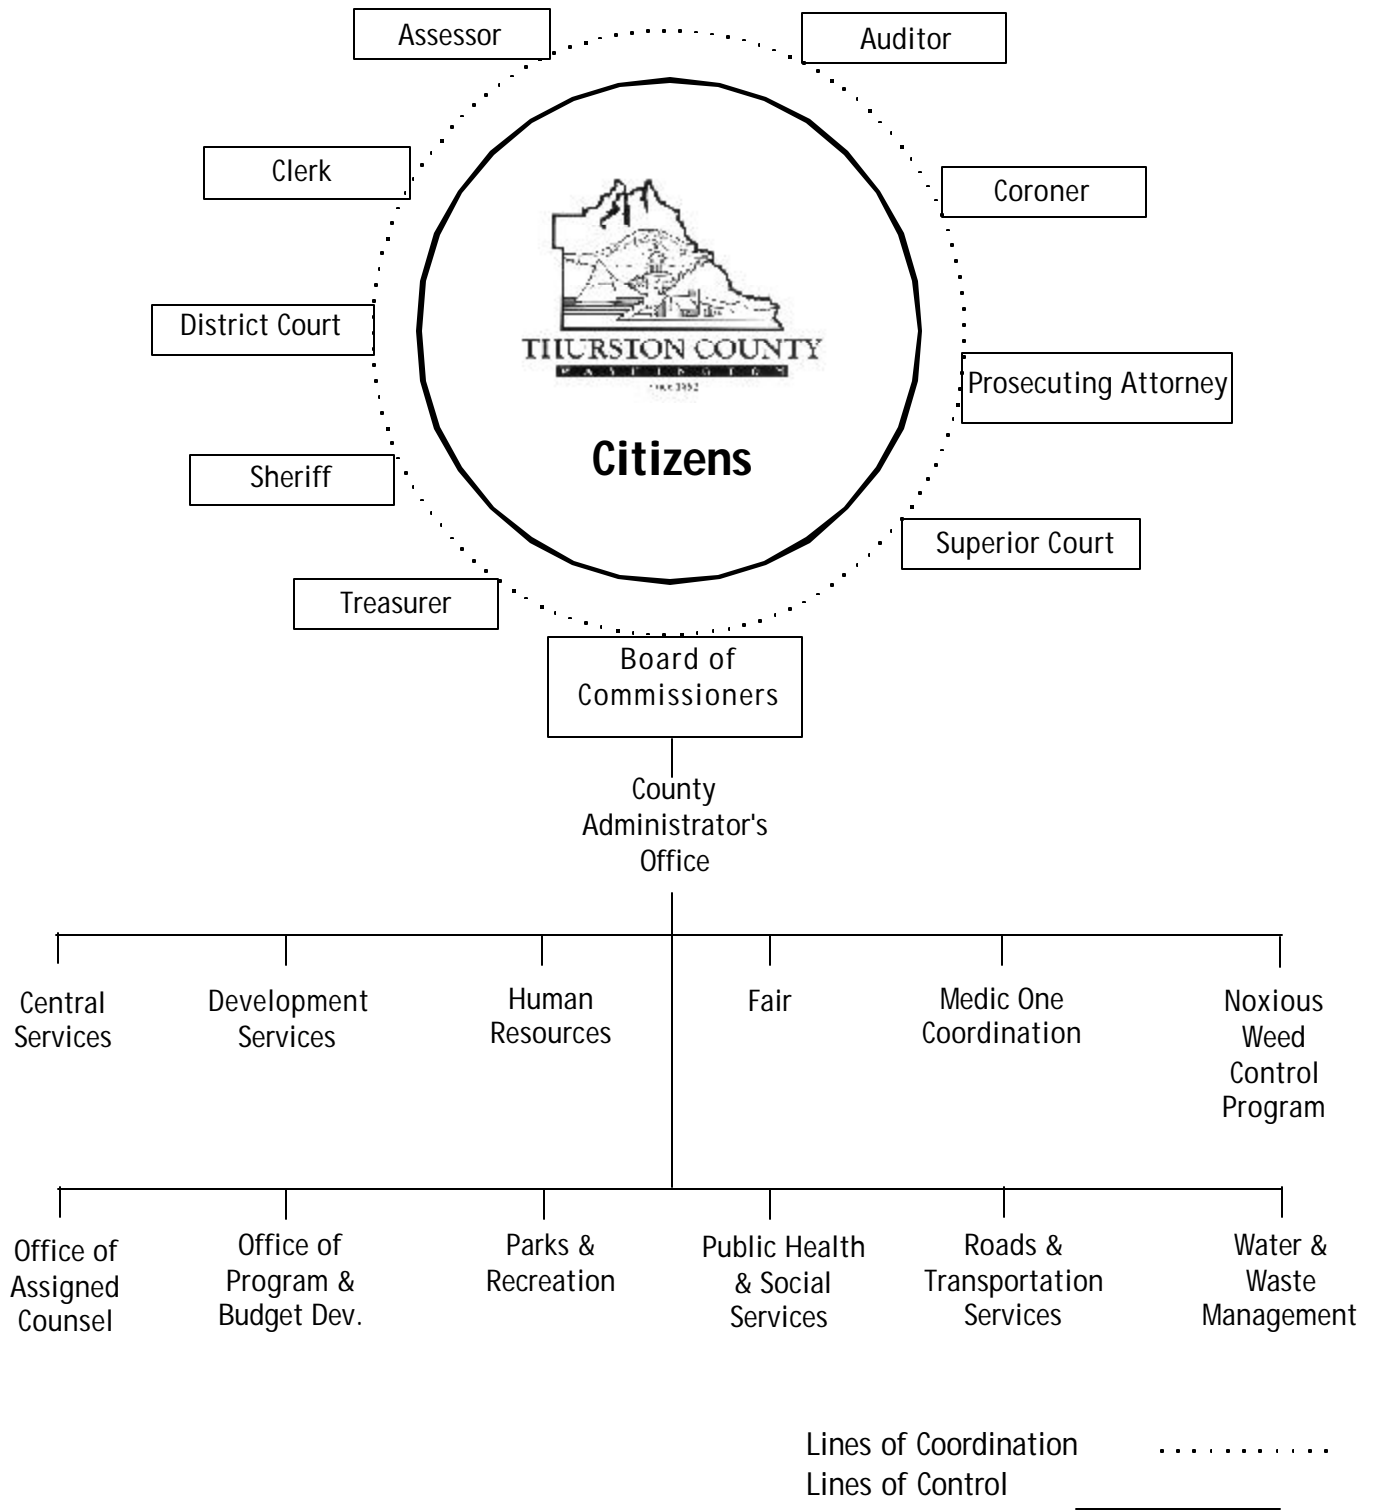 Assessor
Auditor
Clerk
Coroner
THURSTON COUNTY
WASHINGTON
since 1852
District Court
Prosecuting Attorney
Citizens
Sheriff
Superior Court
Treasurer
Board of
Commissioners
County
Administrator's
Office
Central
Services
Development
Services
Human
Resources
Fair
Medic One
Coordination
Noxious
Weed
Control
Program
Office of
Assigned
Counsel
Office of
Program &
Budget Dev.
Parks &
Recreation
Public Health
& Social
Services
Roads &
Transportation
Services
Water &
Waste
Management
Lines of Coordination
Lines of Control